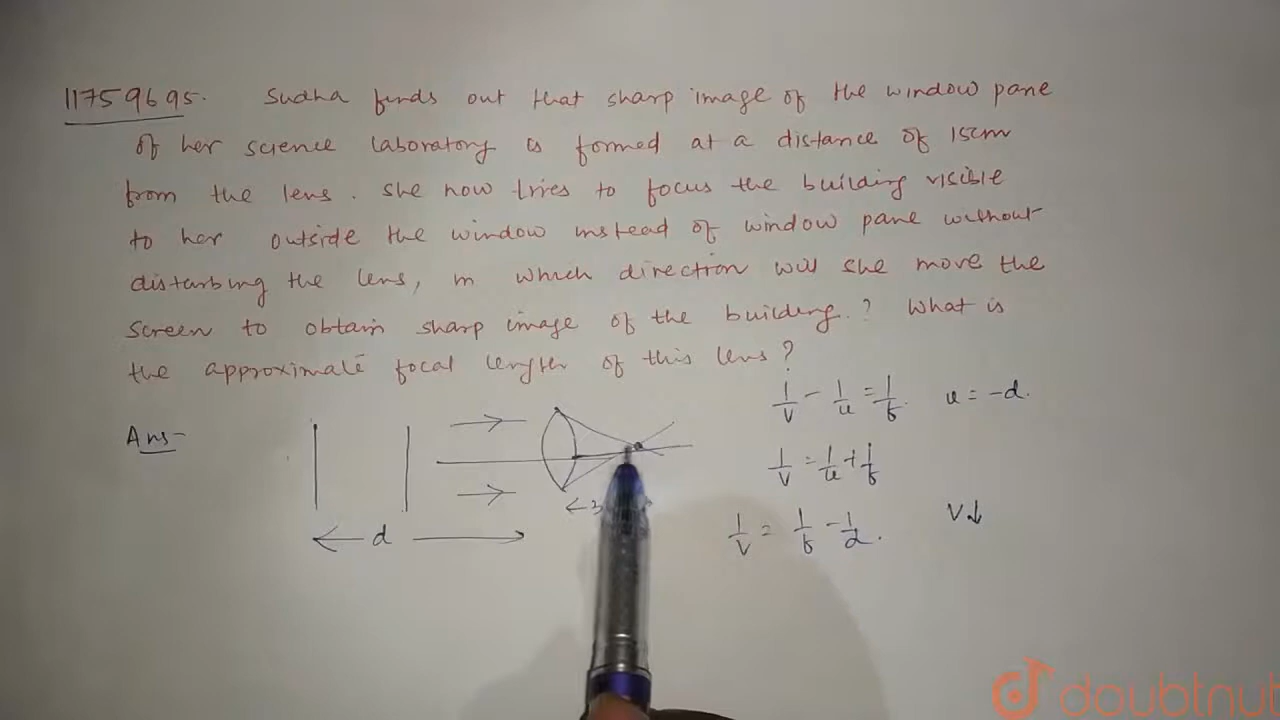 11759695. Sudha finds out that sharp image of the window pane
of her science laboratory is formed at a distance of 15cm
from the lens. she now tries to focus the building visible
to her outside the window instead of window pane without
disturbing the lens, in which direction will she move the
screen to obtain sharp image of the building.? What is
the approximate focal length of this lens?
1/v - 1/u = 1/f. u = -d.
Ans-
1/v = 1/u + 1/f
d
1/v = 1/f - 1/d.
v↓
doubtnut